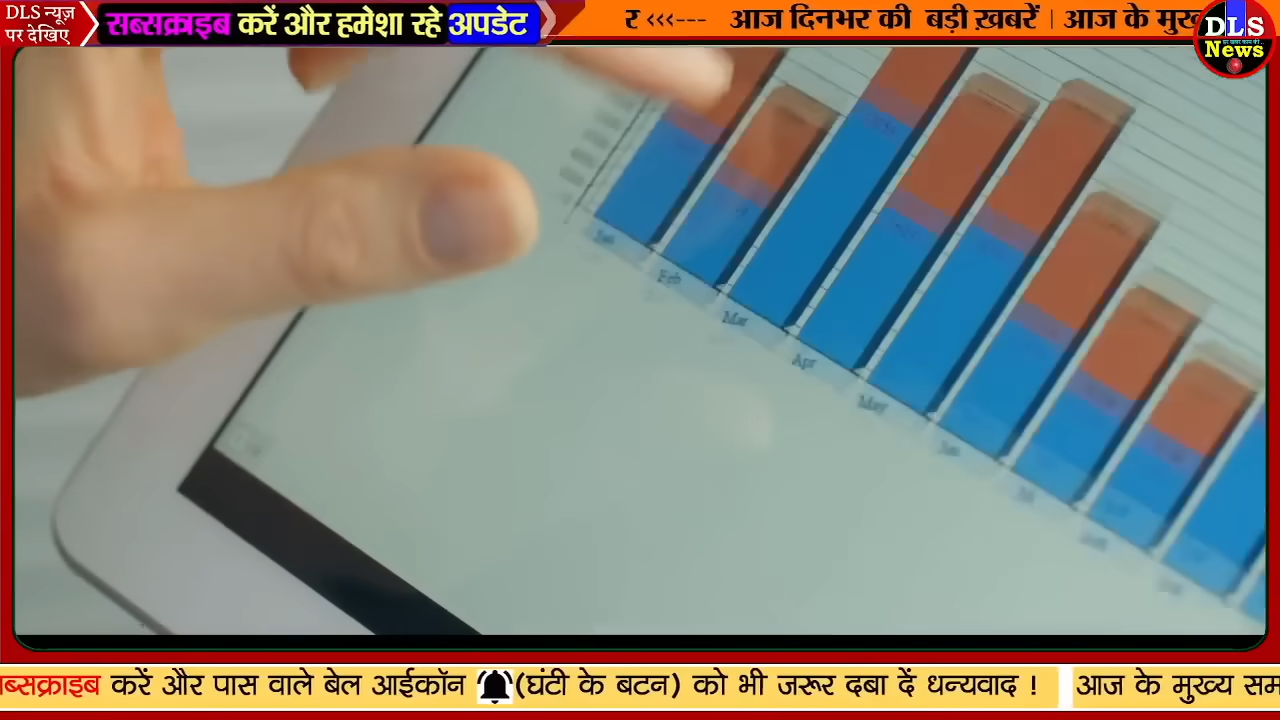 DLS न्यूज़
पर देखिए
सब्सक्राइब करें और हमेशा रहे अपडेट
र <<<--- आज दिनभर की बड़ी ख़बरें | आज के मुख्
DLS
News
Feb
Mar
Apr
May
ब्सक्राइब करें और पास वाले बेल आईकॉन (घंटी के बटन) को भी जरूर दबा दें धन्यवाद ! आज के मुख्य सम